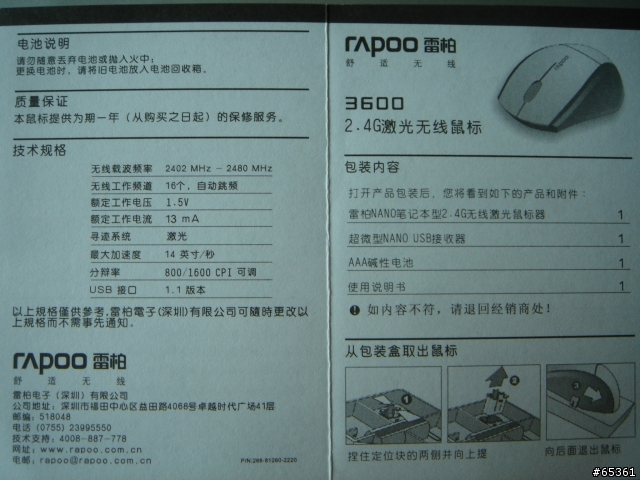 电池说明
请勿随意丢弃电池或抛入火中;
更换电池时，请将旧电池放入电池回收箱。
质量保证
本鼠标提供为期一年（从购买之日起）的保修服务。
技术规格
无线载波频率 2402 MHz - 2480 MHz
无线工作频道 16个，自动跳频
额定工作电压 1.5V
额定工作电流 13 mA
寻迹系统 激光
最大加速度 14 英寸/秒
分辩率 800/1600 CPI 可调
USB 接口 1.1 版本
以上規格僅供參考，雷柏電子(深圳)有限公司可隨時更改以
上規格而不需事先通知。
rapoo 雷柏
舒适无线
雷柏电子（深圳）有限公司
公司地址：深圳市福田中心区益田路4068号卓越时代广场41层
邮编：518048
电话 (0755) 23995550
技术支持：4008-887-778
网址：www.rapoo.com.cn
电邮：rapoo@rapoo.com.cn
rapoo 雷柏
舒适无线
rapoo
3600
2.4G激光无线鼠标
包装内容
打开产品包装后，您将看到如下的产品和附件：
雷柏NANO笔记本型2.4G无线激光鼠标器 1
超微型NANO USB接收器 1
AAA碱性电池 1
使用说明书 1
! 如内容不符，请退回经销商处！
从包装盒取出鼠标
1
2
3
捏住定位块的两侧并向上提
向后面退出鼠标
#65361